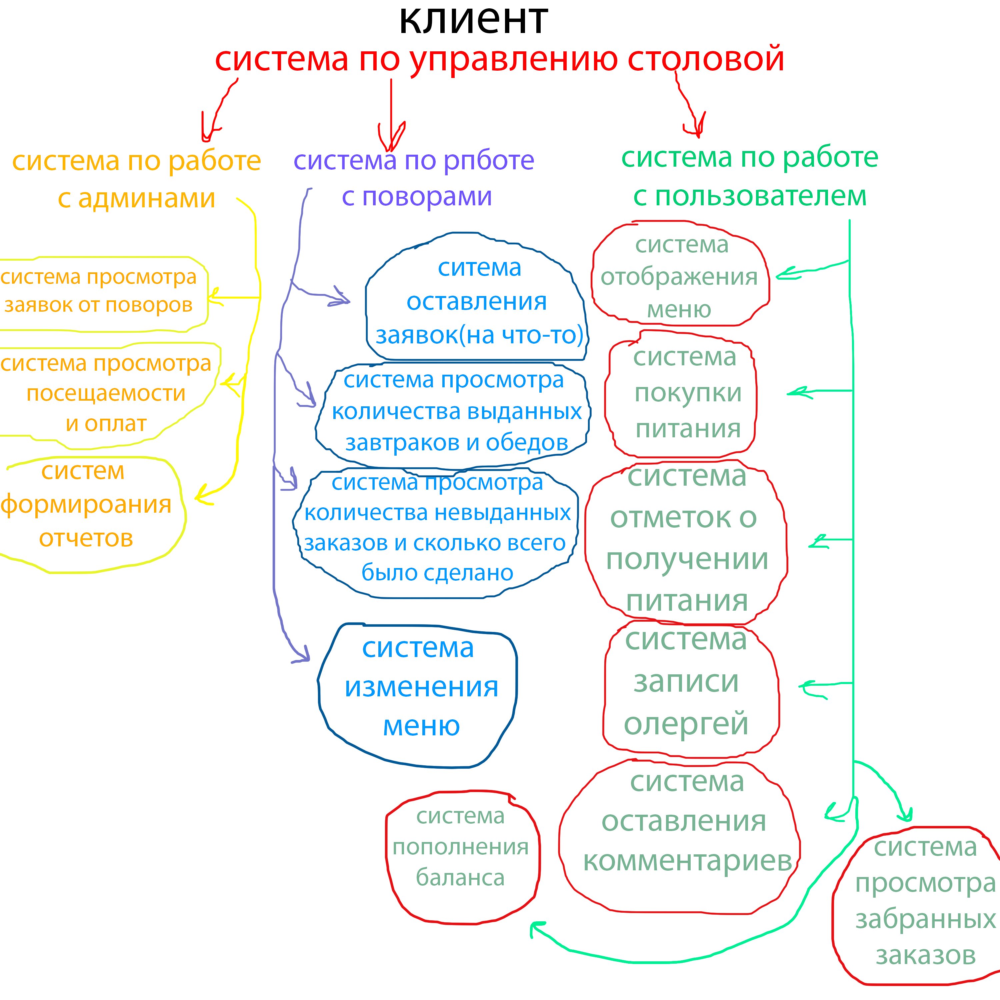 клиент
система по управлению столовой
система по работе
с админами
система просмотра
заявок от поворов
система просмотра
посещаемости
и оплат
систем
формироания
отчетов
система по рпботе
с поворами
ситема
оставления
заявок(на что-то)
система просмотра
количества выданных
завтраков и обедов
система просмотра
количества невыданных
заказов и сколько всего
было сделано
система
изменения
меню
система по работе
с пользователем
система
отображения
меню
система
покупки
питания
система
отметок о
получении
питания
система
записи
олергей
система
оставления
комментариев
система
пополнения
баланса
система
просмотра
забранных
заказов